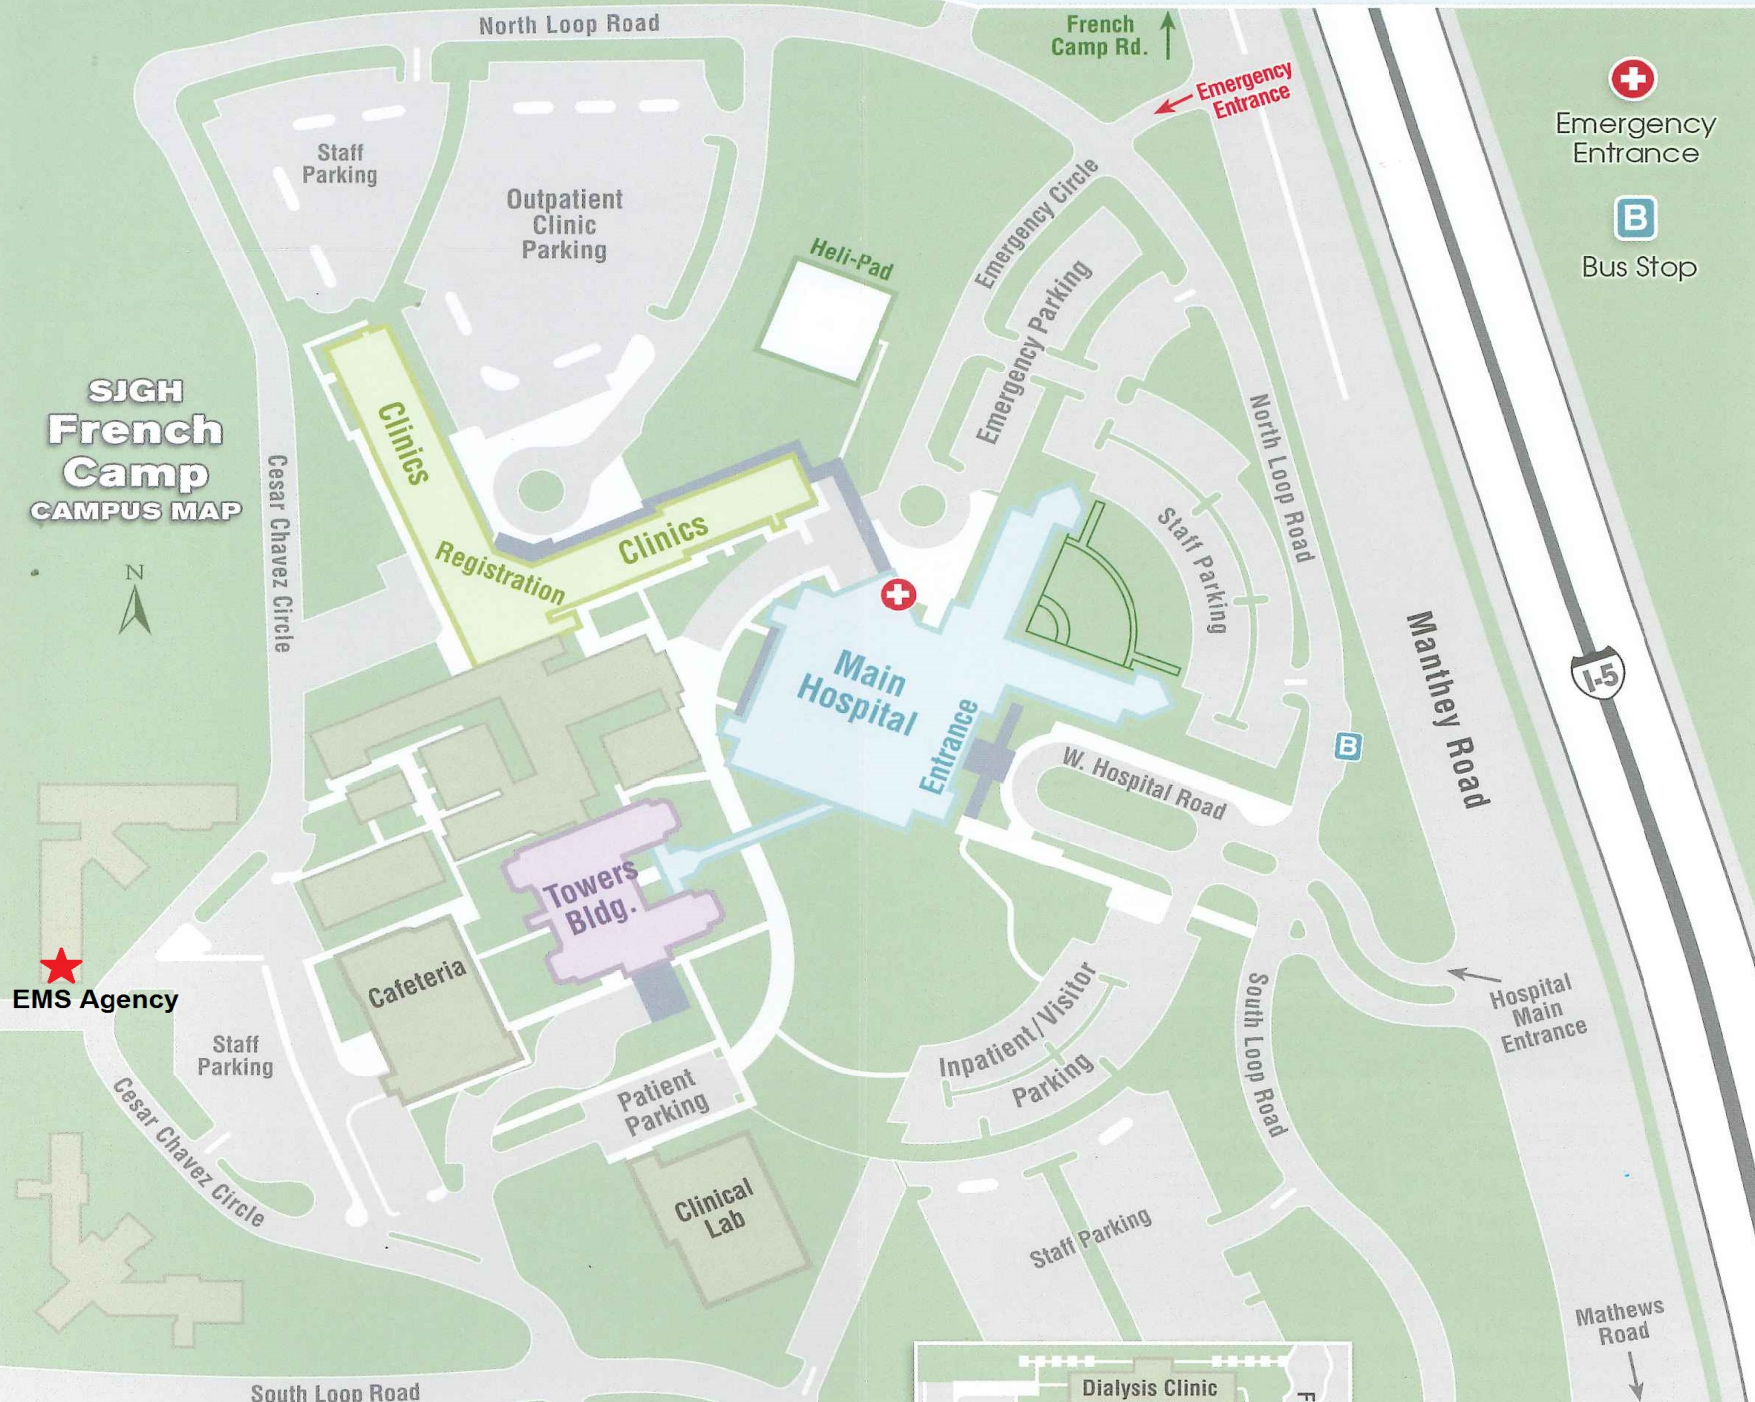 North Loop Road
French
Camp Rd.
Emergency
Entrance
Emergency
Entrance
B
Bus Stop
Staff
Parking
Outpatient
Clinic
Parking
Heli-Pad
Emergency Circle
Emergency Parking
SJGH
French
Camp
CAMPUS MAP
N
Cesar Chavez Circle
Clinics
Registration
Clinics
North Loop Road
Staff Parking
Main
Hospital
Entrance
W. Hospital Road
B
Manthey Road
I-5
Towers
Bldg.
Cafeteria
EMS Agency
Staff
Parking
Cesar Chavez Circle
Patient
Parking
Clinical
Lab
Inpatient/Visitor
Parking
South Loop Road
Hospital
Main
Entrance
Staff Parking
Mathews
Road
South Loop Road
Dialysis Clinic
F